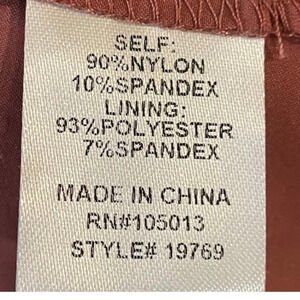 SELF:
90%NYLON
10%SPANDEX
LINING:
93%POLYESTER
7%SPANDEX
MADE IN CHINA
RN#105013
STYLE# 19769